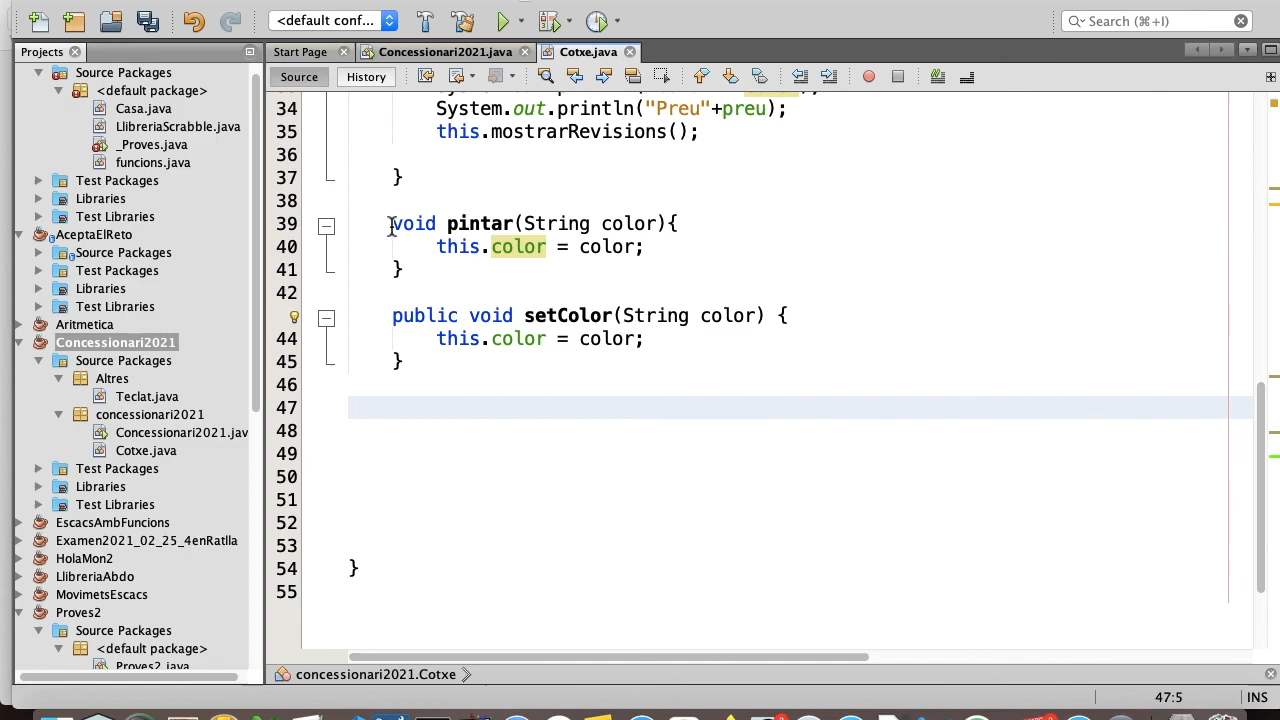 <default conf...
Search (⌘+I)
Projects
Start Page
Concessionari2021.java
Cotxe.java
Source
History
Source Packages
<default package>
Casa.java
LlibreriaScrabble.java
_Proves.java
funcions.java
Test Packages
Libraries
Test Libraries
AceptaElReto
Source Packages
Test Packages
Libraries
Test Libraries
Aritmetica
Concessionari2021
Source Packages
Altres
Teclat.java
concessionari2021
Concessionari2021.jav
Cotxe.java
Test Packages
Libraries
Test Libraries
EscacsAmbFuncions
Examen2021_02_25_4enRatlla
HolaMon2
LlibreriaAbdo
MovimetsEscacs
Proves2
Source Packages
<default package>
Proves2.java
34 System.out.println("Preu"+preu);
35 this.mostrarRevisions();
36
37 }
38
39 void pintar(String color){
40 this.color = color;
41 }
42
public void setColor(String color) {
44 this.color = color;
45 }
46
47
48
49
50
51
52
53
54 }
55
concessionari2021.Cotxe
47:5
INS